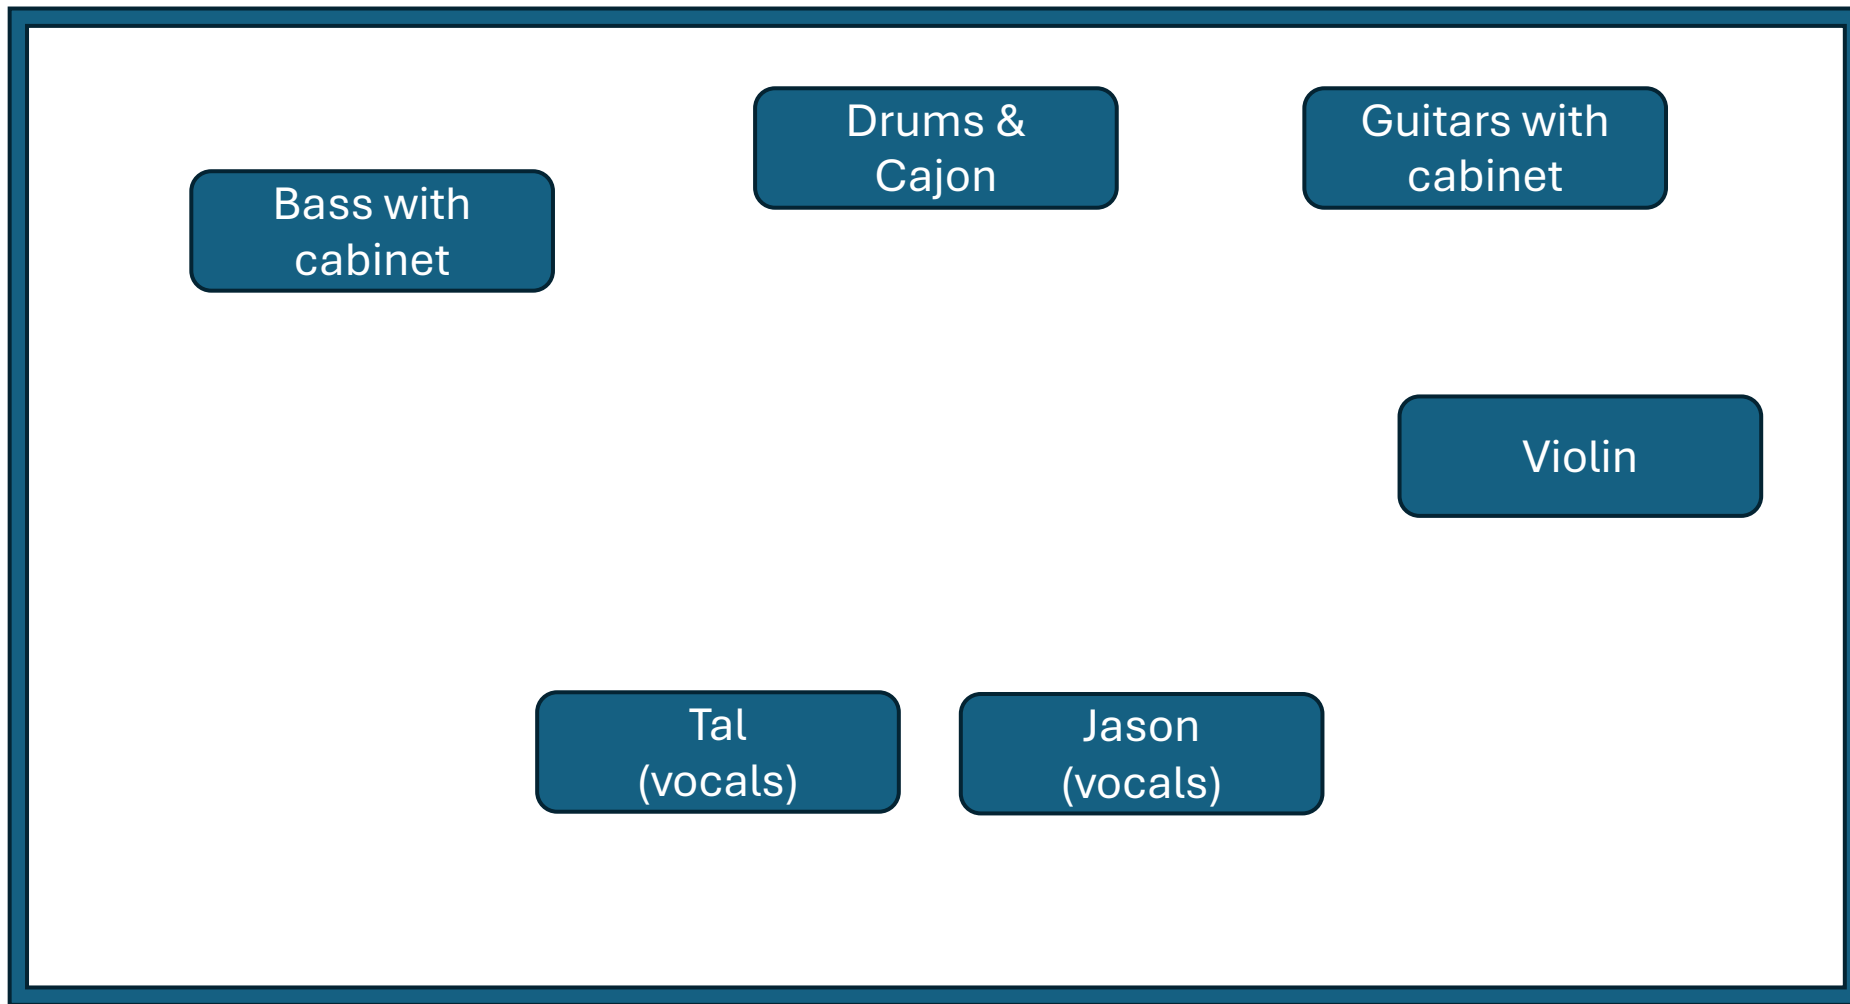 Drums &
Cajon
Guitars with
cabinet
Bass with
cabinet
Violin
Tal
(vocals)
Jason
(vocals)